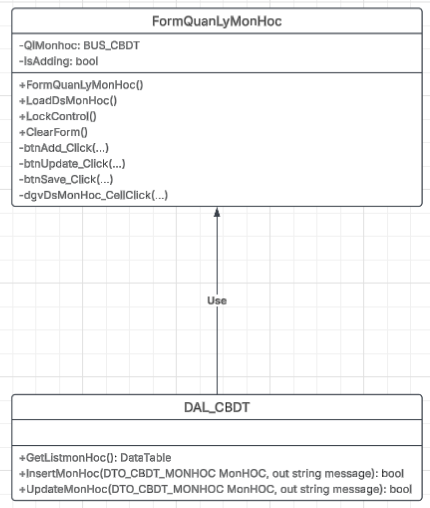 FormQuanLyMonHoc
-QlMonhoc: BUS_CBDT
-isAdding: bool
+FormQuanLyMonHoc()
+LoadDsMonHoc()
+LockControl()
+ClearForm()
-btnAdd_Click(...)
-btnUpdate_Click(...)
-btnSave_Click(...)
-dgvDsMonHoc_CellClick(...)
Use
DAL_CBDT
+GetListmonHoc(): DataTable
+InsertMonHoc(DTO_CBDT_MONHOC MonHOC, out string message): bool
+UpdateMonHoc(DTO_CBDT_MONHOC MonHOC, out string message): bool